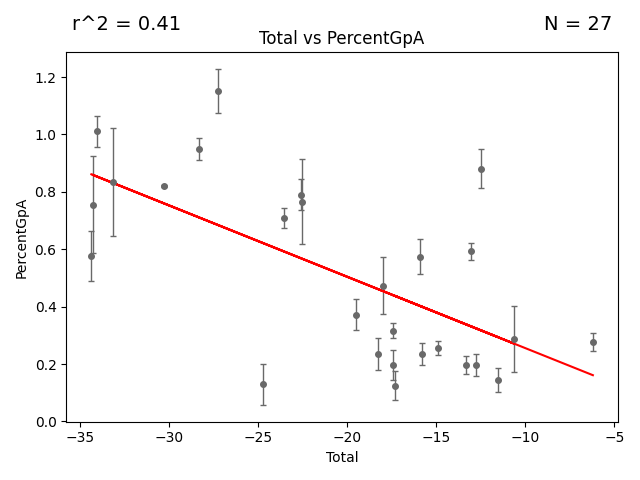 r^2 = 0.41
N = 27
Total vs PercentGpA
1.2
1.0
0.8
0.6
0.4
0.2
0.0
PercentGpA
−35
−30
−25
−20
−15
−10
−5
Total